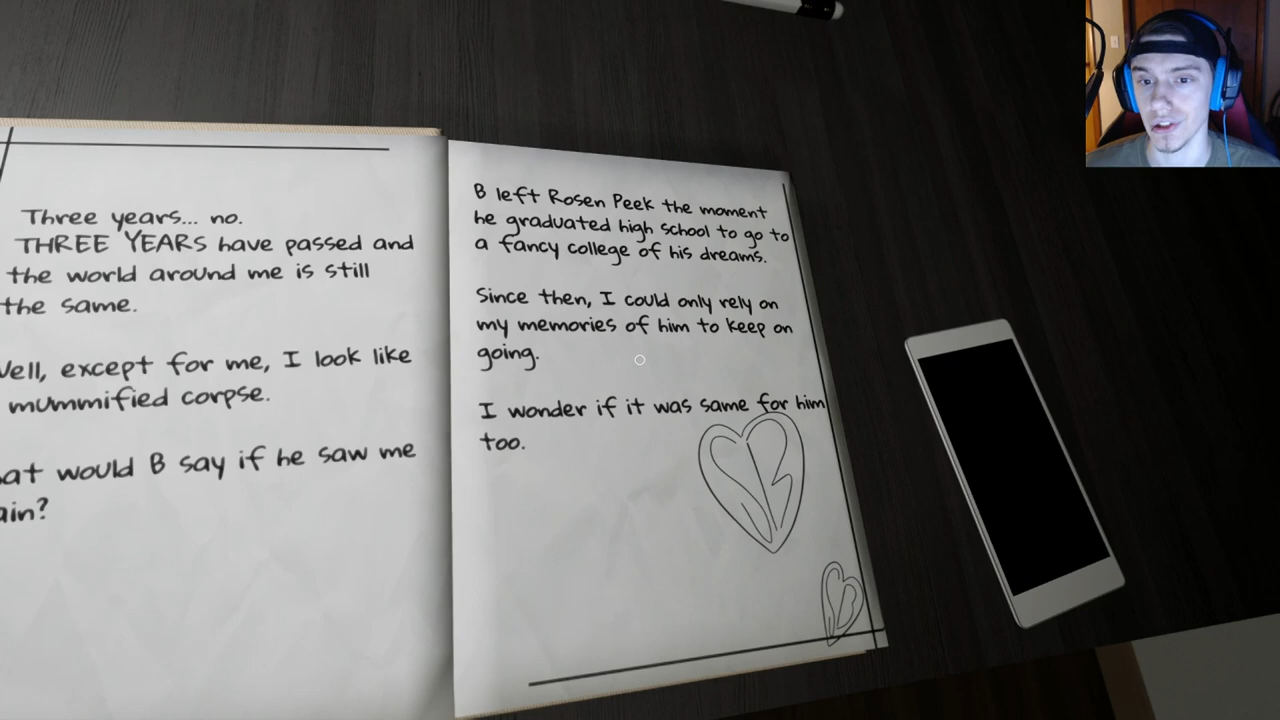 Three years... no.
THREE YEARS have passed and
the world around me is still
the same.
except for me, I look like
mummified corpse.
would B say if he saw me
B left Rosen Peek the moment
he graduated high school to go to
a fancy college of his dreams.
Since then, I could only rely on
my memories of him to keep on
going.
I wonder if it was same for him
too.